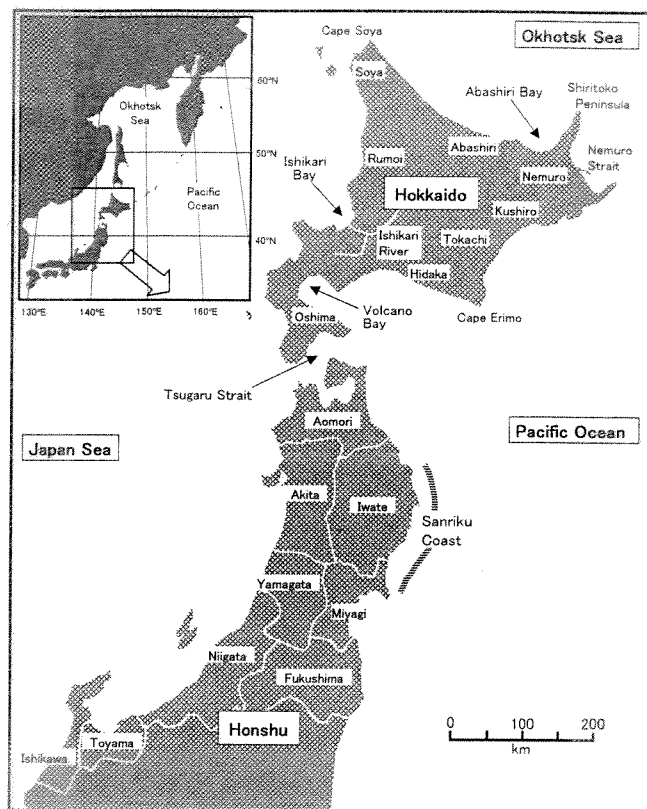 Okhotsk
Sea
Pacific
Ocean
60°N
50°N
40°N
130°E
140°E
150°E
160°E
Cape Soya
Soya
Okhotsk Sea
Abashiri Bay
Shiritoko
Peninsula
Abashiri
Nemuro
Strait
Ishikari
Bay
Rumoi
Nemuro
Hokkaido
Kushiro
Ishikari
River
Tokachi
Hidaka
Volcano
Bay
Cape Erimo
Oshima
Tsugaru Strait
Aomori
Japan Sea
Pacific Ocean
Akita
Iwate
Sanriku
Coast
Yamagata
Miyagi
Niigata
Fukushima
Honshu
Toyama
Ishikawa
0 100 200
km